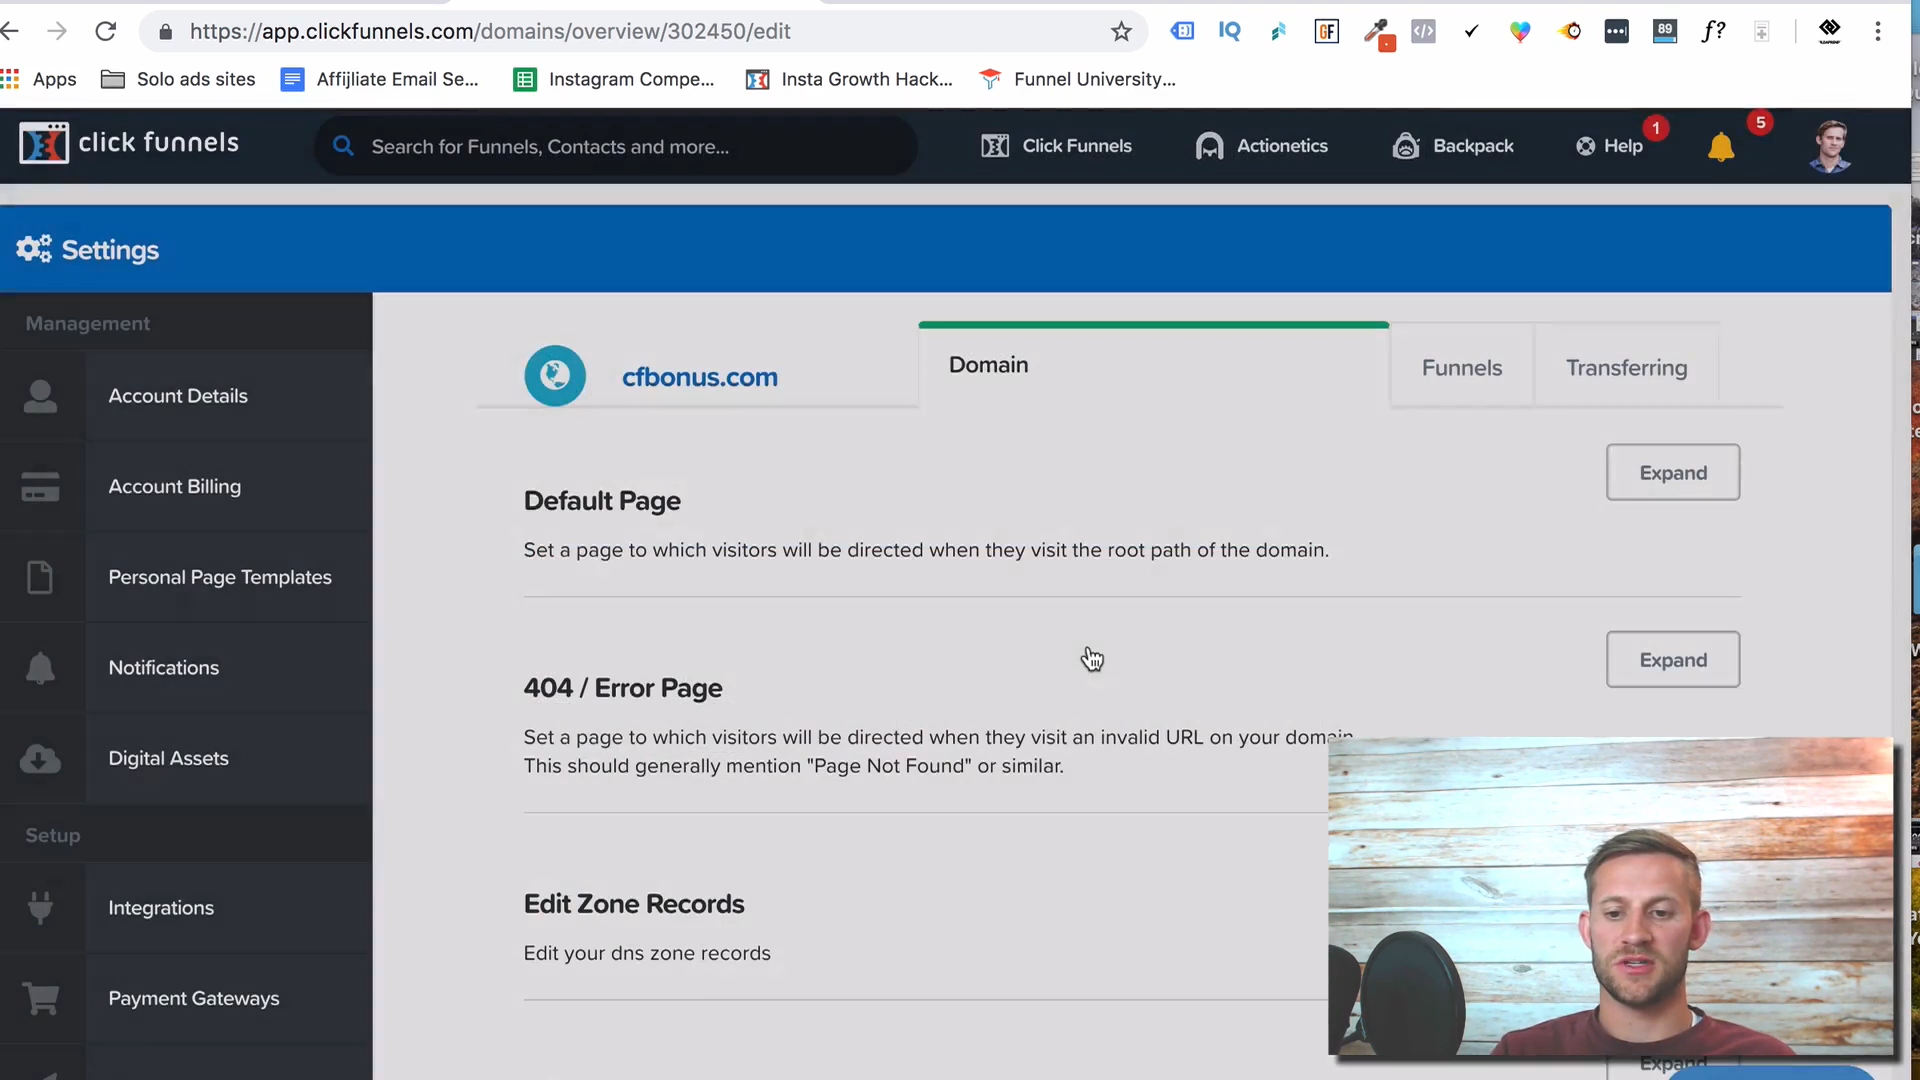 https://app.clickfunnels.com/domains/overview/302450/edit
IQ
GF
89
f?
Apps
Solo ads sites
Affijliate Email Se...
Instagram Compe...
Insta Growth Hack...
Funnel University...
click funnels
Search for Funnels, Contacts and more...
Click Funnels
Actionetics
Backpack
Help
1
5
Settings
Management
Account Details
Account Billing
Personal Page Templates
Notifications
Digital Assets
Setup
Integrations
Payment Gateways
cfbonus.com
Domain
Funnels
Transferring
Expand
Default Page
Set a page to which visitors will be directed when they visit the root path of the domain.
Expand
404 / Error Page
Set a page to which visitors will be directed when they visit an invalid URL on your domain.
This should generally mention "Page Not Found" or similar.
Edit Zone Records
Edit your dns zone records
Expand